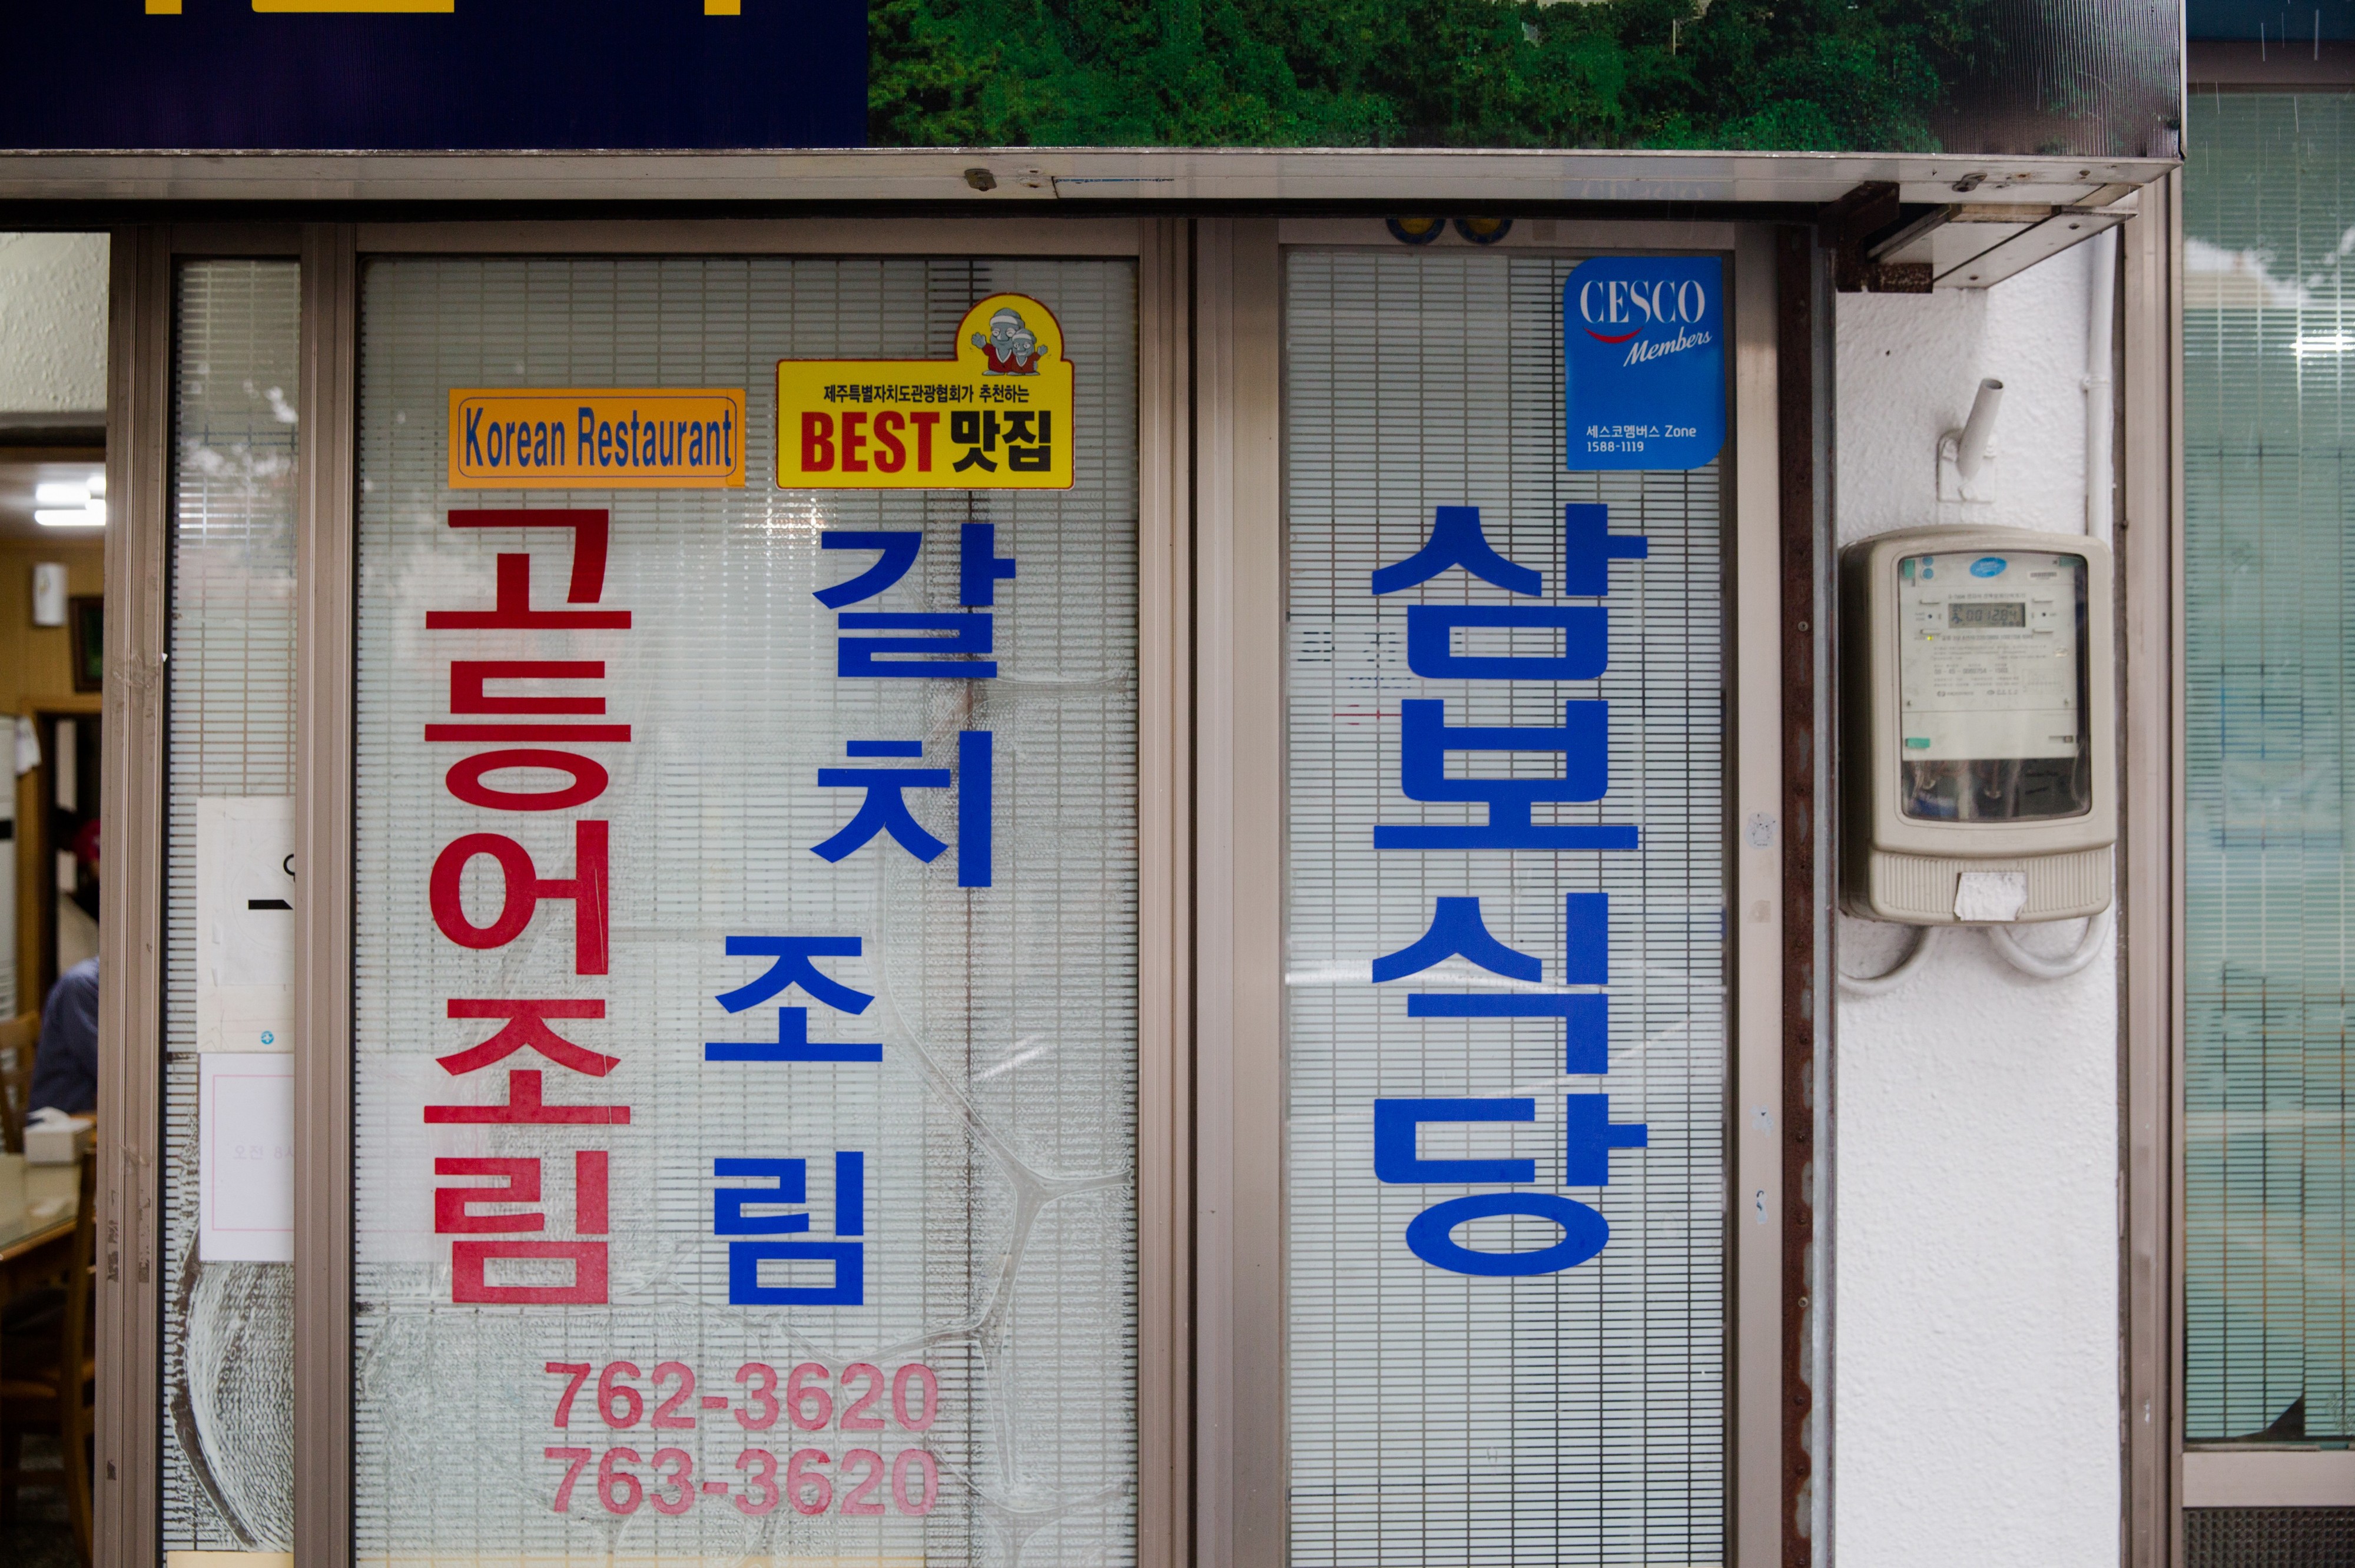 Korean Restaurant
제주특별자치도관광협회가 추천하는
BEST 맛집
고등어조림
갈치
조림
762-3620
763-3620
CESCO
Members
세스코멤버스 Zone
1588-1119
삼보식당